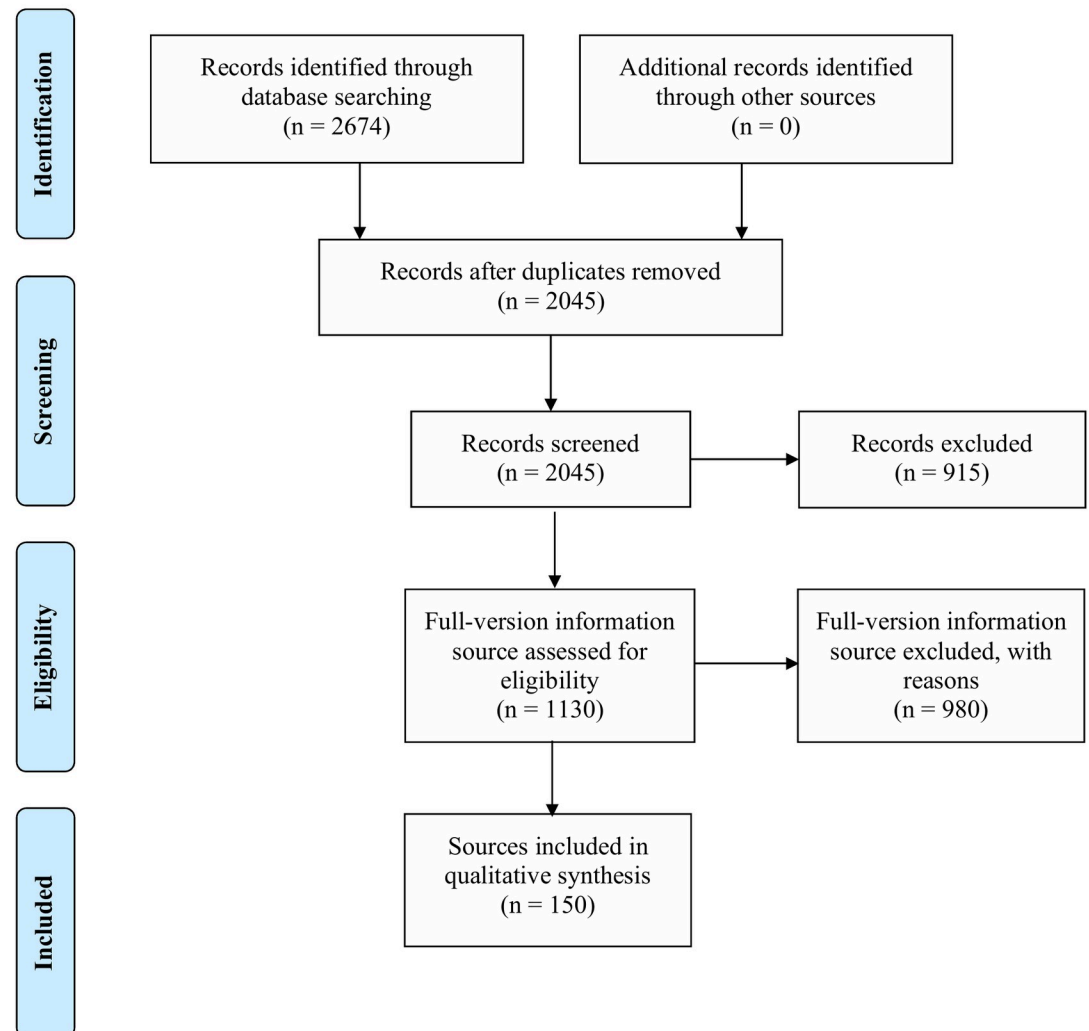 Identification
Records identified through
database searching
(n = 2674)
Additional records identified
through other sources
(n = 0)
Records after duplicates removed
(n = 2045)
Screening
Records screened
(n = 2045)
Records excluded
(n = 915)
Eligibility
Full-version information
source assessed for
eligibility
(n = 1130)
Full-version information
source excluded, with
reasons
(n = 980)
Included
Sources included in
qualitative synthesis
(n = 150)